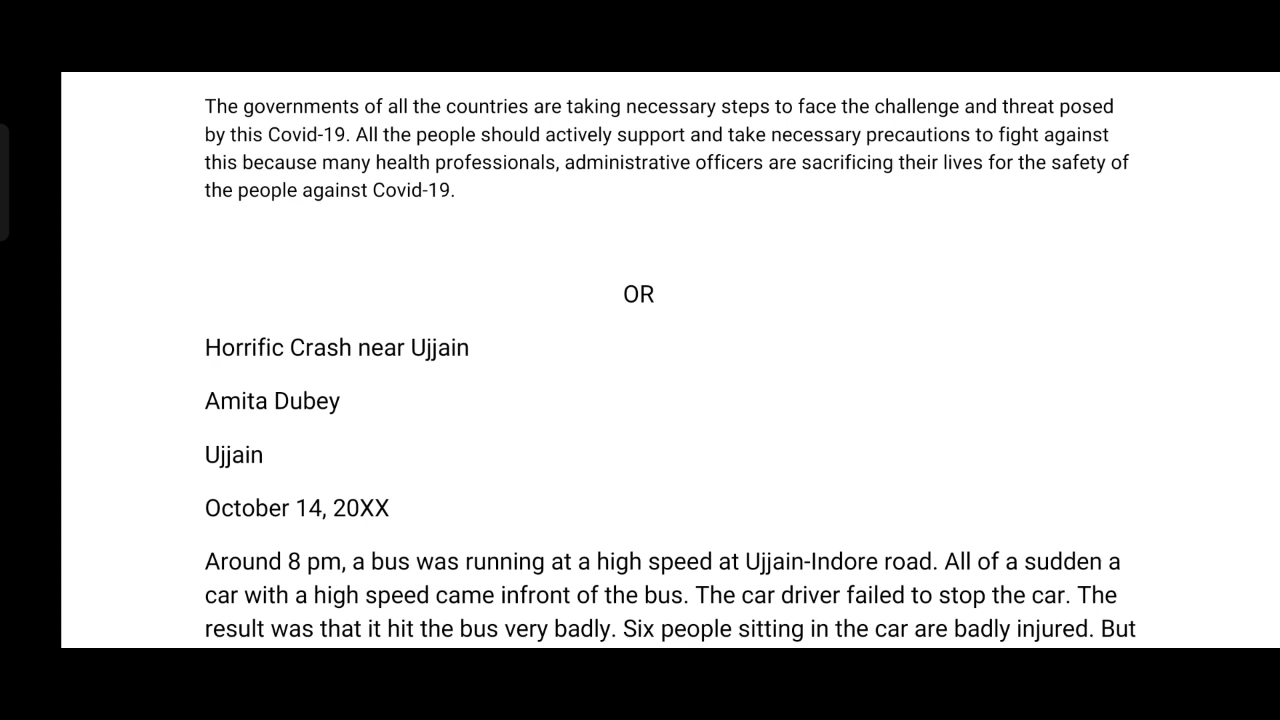 The governments of all the countries are taking necessary steps to face the challenge and threat posed
by this Covid-19. All the people should actively support and take necessary precautions to fight against
this because many health professionals, administrative officers are sacrificing their lives for the safety of
the people against Covid-19.
OR
Horrific Crash near Ujjain
Amita Dubey
Ujjain
October 14, 20XX
Around 8 pm, a bus was running at a high speed at Ujjain-Indore road. All of a sudden a
car with a high speed came infront of the bus. The car driver failed to stop the car. The
result was that it hit the bus very badly. Six people sitting in the car are badly injured. But